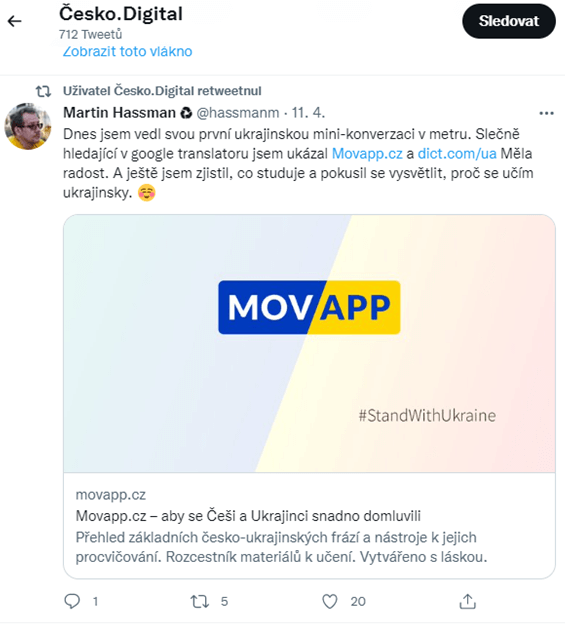 Česko.Digital
712 Tweetů
Sledovat
Zobrazit toto vlákno
Uživatel Česko.Digital retweetnul
Martin Hassman @hassmanm · 11. 4.
Dnes jsem vedl svou první ukrajinskou mini-konverzaci v metru. Slečně
hledající v google translatoru jsem ukázal Movapp.cz a dict.com/ua Měla
radost. A ještě jsem zjistil, co studuje a pokusil se vysvětlit, proč se učím
ukrajinsky.
MOVAPP
#StandWithUkraine
movapp.cz
Movapp.cz – aby se Češi a Ukrajinci snadno domluvili
Přehled základních česko-ukrajinských frází a nástroje k jejich
procvičování. Rozcestník materiálů k učení. Vytvářeno s láskou.
1 5 20